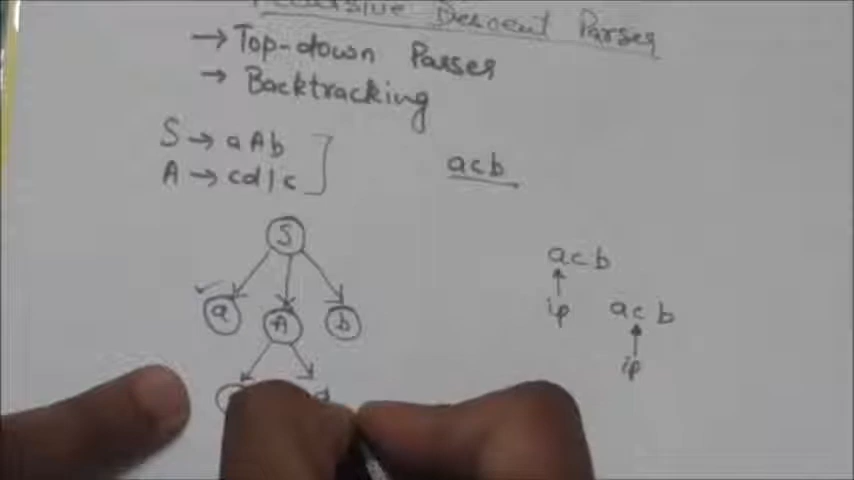 Recursive Descent Parser
→ Top-down Parser
→ Backtracking
S → aAb
A → cd|c
acb
S
a A b
d
acb
ip
acb
ip